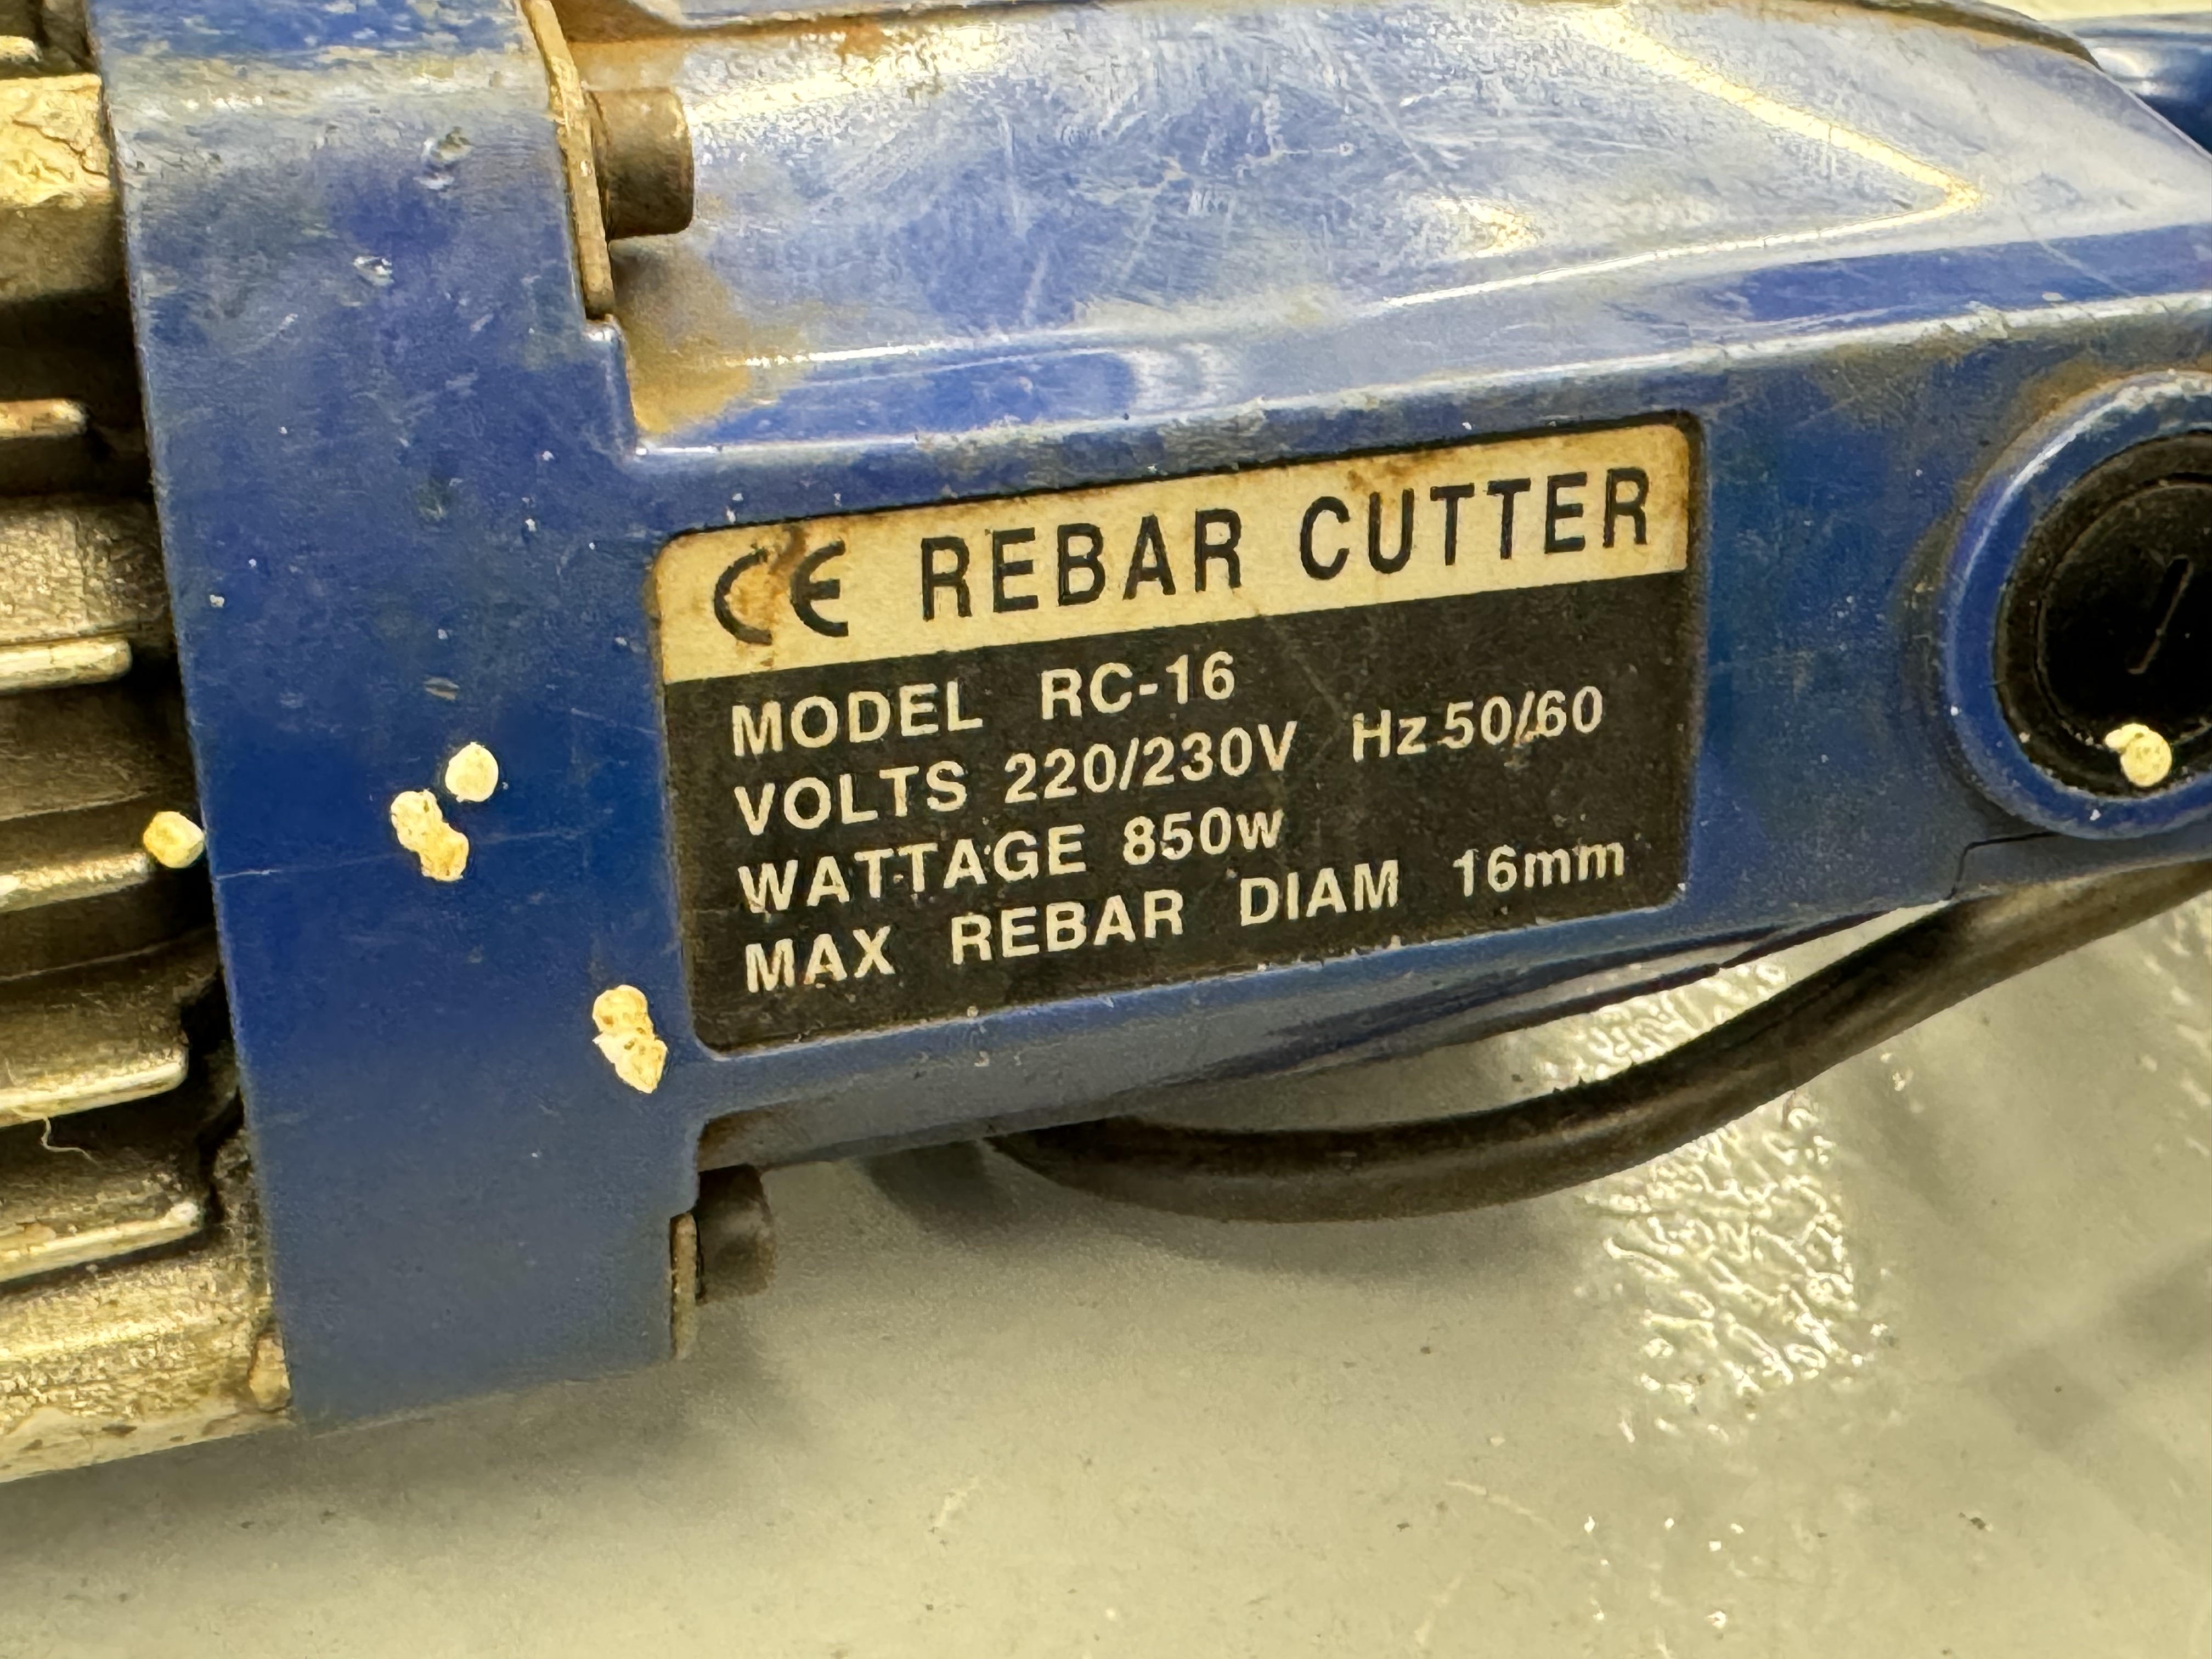 CE REBAR CUTTER
MODEL RC-16
VOLTS 220/230V Hz 50/60
WATTAGE 850w
MAX REBAR DIAM 16mm